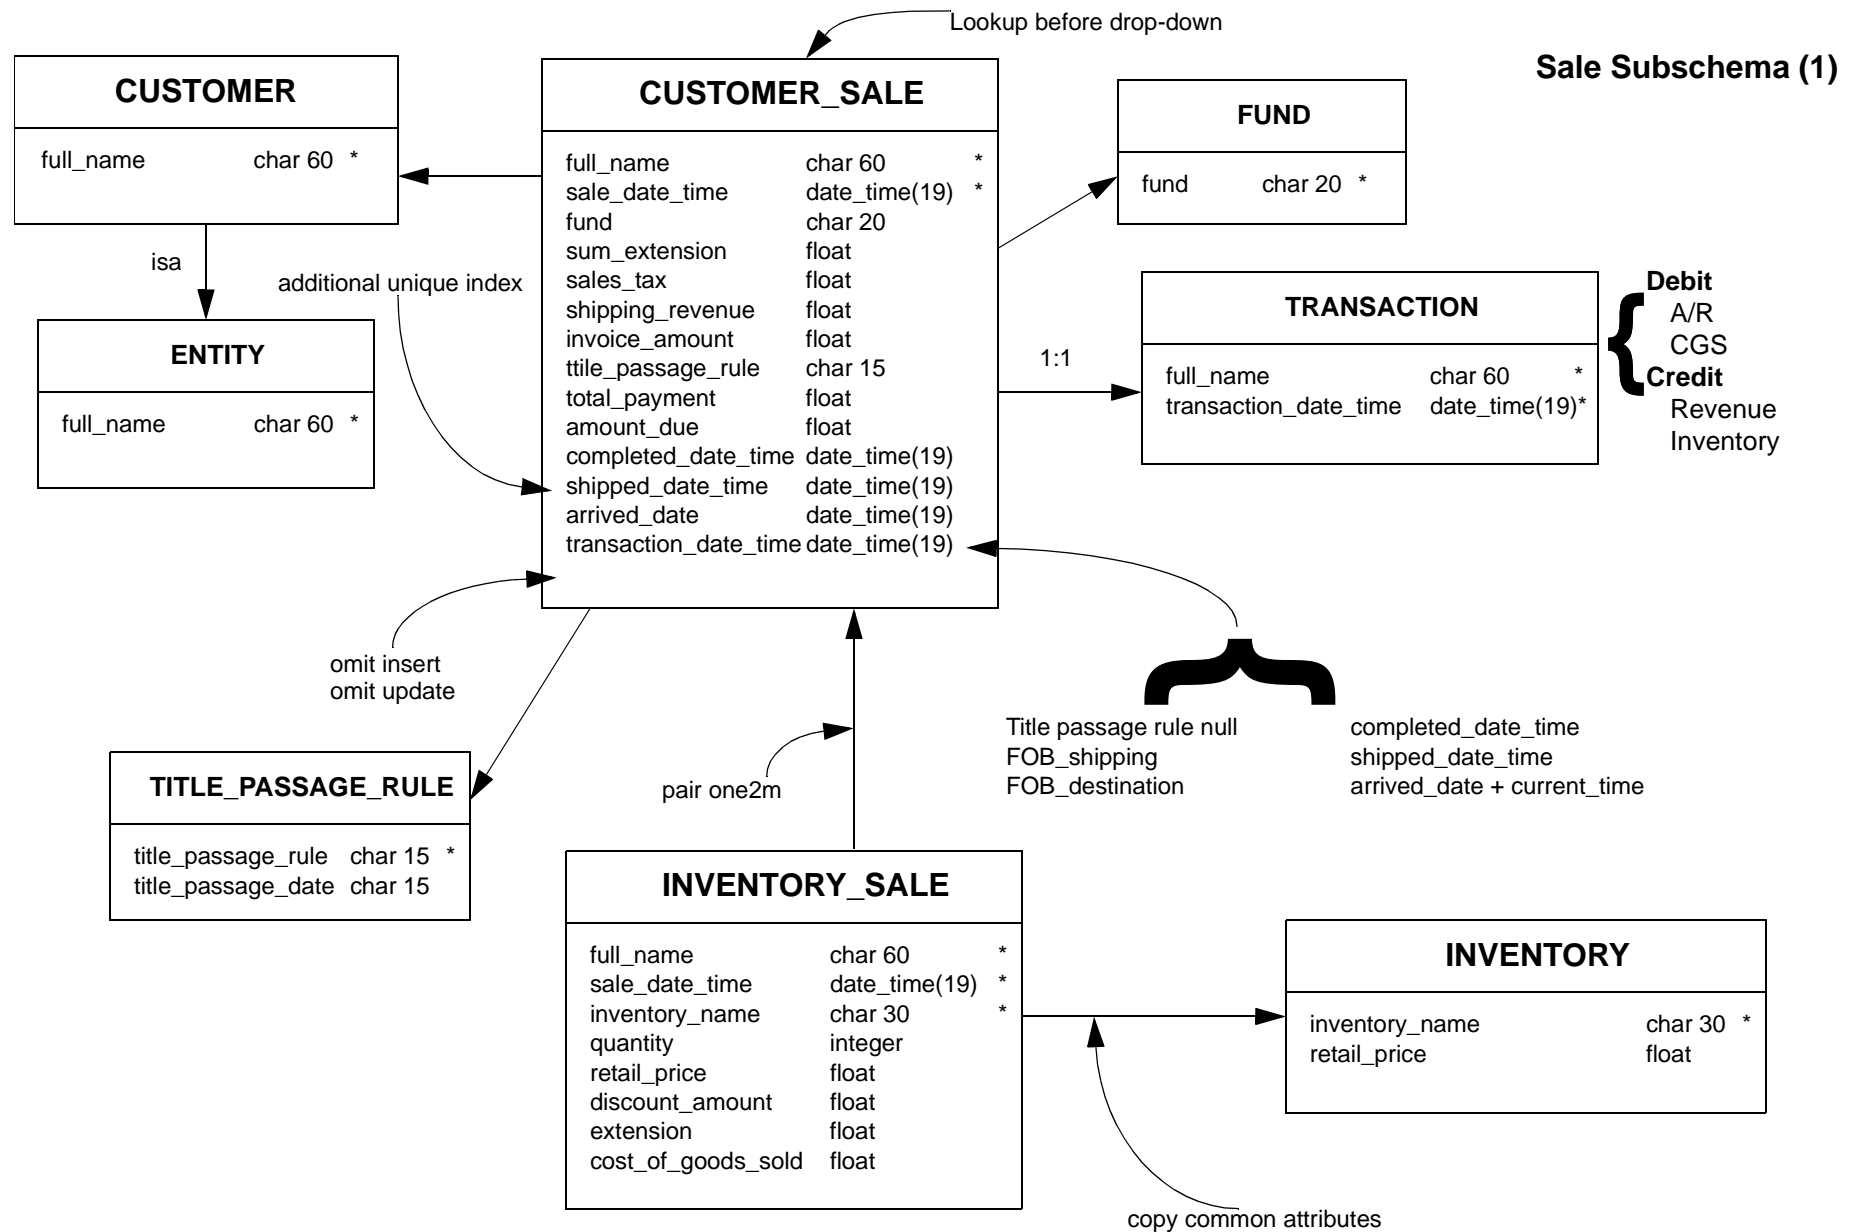 Lookup before drop-down
Sale Subschema (1)
CUSTOMER
full_name char 60 *
isa
ENTITY
full_name char 60 *
additional unique index
CUSTOMER_SALE
full_name char 60 *
sale_date_time date_time(19) *
fund char 20
sum_extension float
sales_tax float
shipping_revenue float
invoice_amount float
ttile_passage_rule char 15
total_payment float
amount_due float
completed_date_time date_time(19)
shipped_date_time date_time(19)
arrived_date date_time(19)
transaction_date_time date_time(19)
FUND
fund char 20 *
1:1
TRANSACTION
full_name char 60 *
transaction_date_time date_time(19)*
Debit
A/R
CGS
Credit
Revenue
Inventory
omit insert
omit update
Title passage rule null completed_date_time
FOB_shipping shipped_date_time
FOB_destination arrived_date + current_time
pair one2m
TITLE_PASSAGE_RULE
title_passage_rule char 15 *
title_passage_date char 15
INVENTORY_SALE
full_name char 60 *
sale_date_time date_time(19) *
inventory_name char 30 *
quantity integer
retail_price float
discount_amount float
extension float
cost_of_goods_sold float
INVENTORY
inventory_name char 30 *
retail_price float
copy common attributes